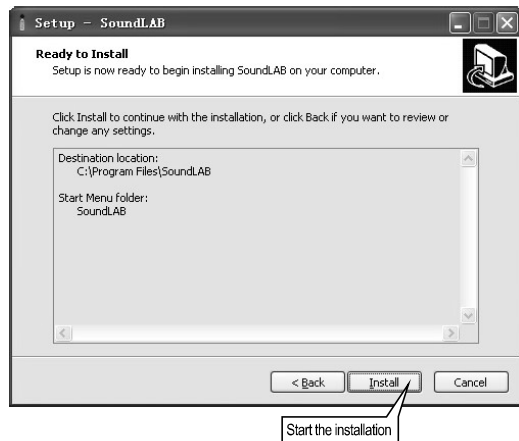 Setup - SoundLAB
Ready to Install
Setup is now ready to begin installing SoundLAB on your computer.
Click Install to continue with the installation, or click Back if you want to review or
change any settings.
Destination location:
C:\Program Files\SoundLAB
Start Menu folder:
SoundLAB
< Back
Install
Cancel
Start the installation